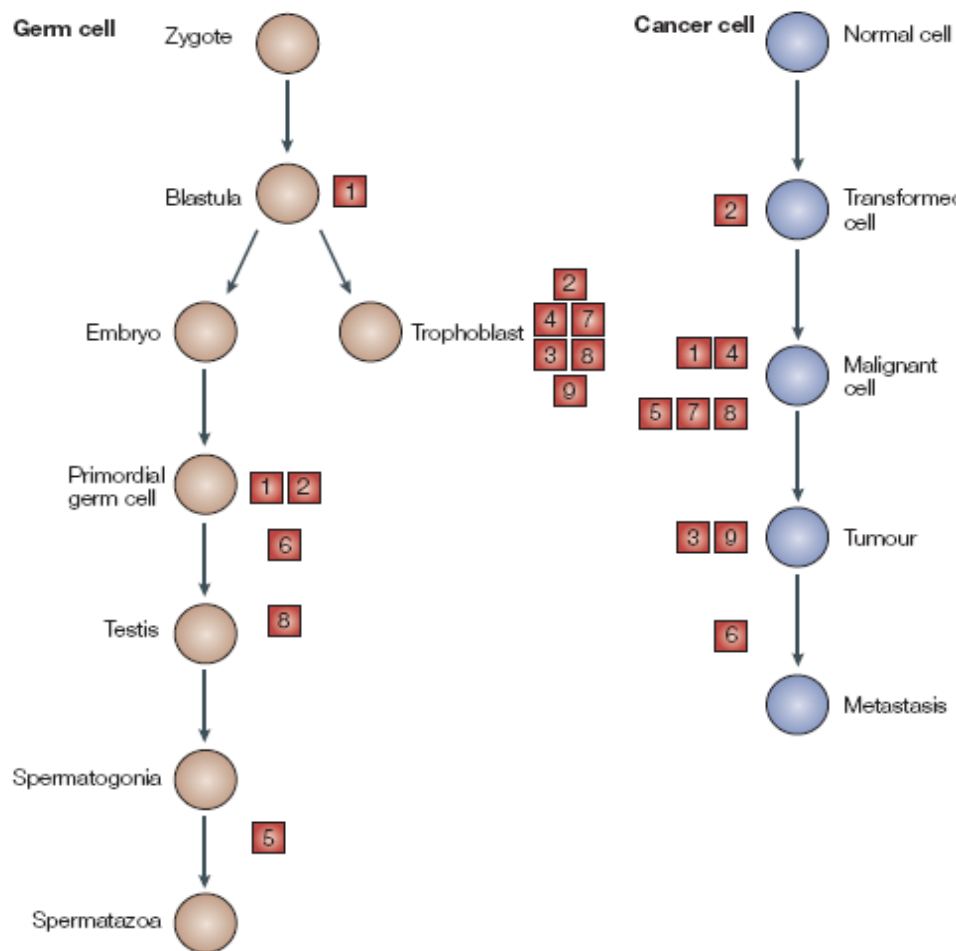 Germ cell
Zygote
Blastula
1
Embryo
Trophoblast
2
4 7
3 8
9
Primordial
germ cell
1 2
6
Testis
8
Spermatogonia
5
Spermatazoa
Cancer cell
Normal cell
2
Transformed
cell
1 4
Malignant
cell
5 7 8
3 9
Tumour
6
Metastasis